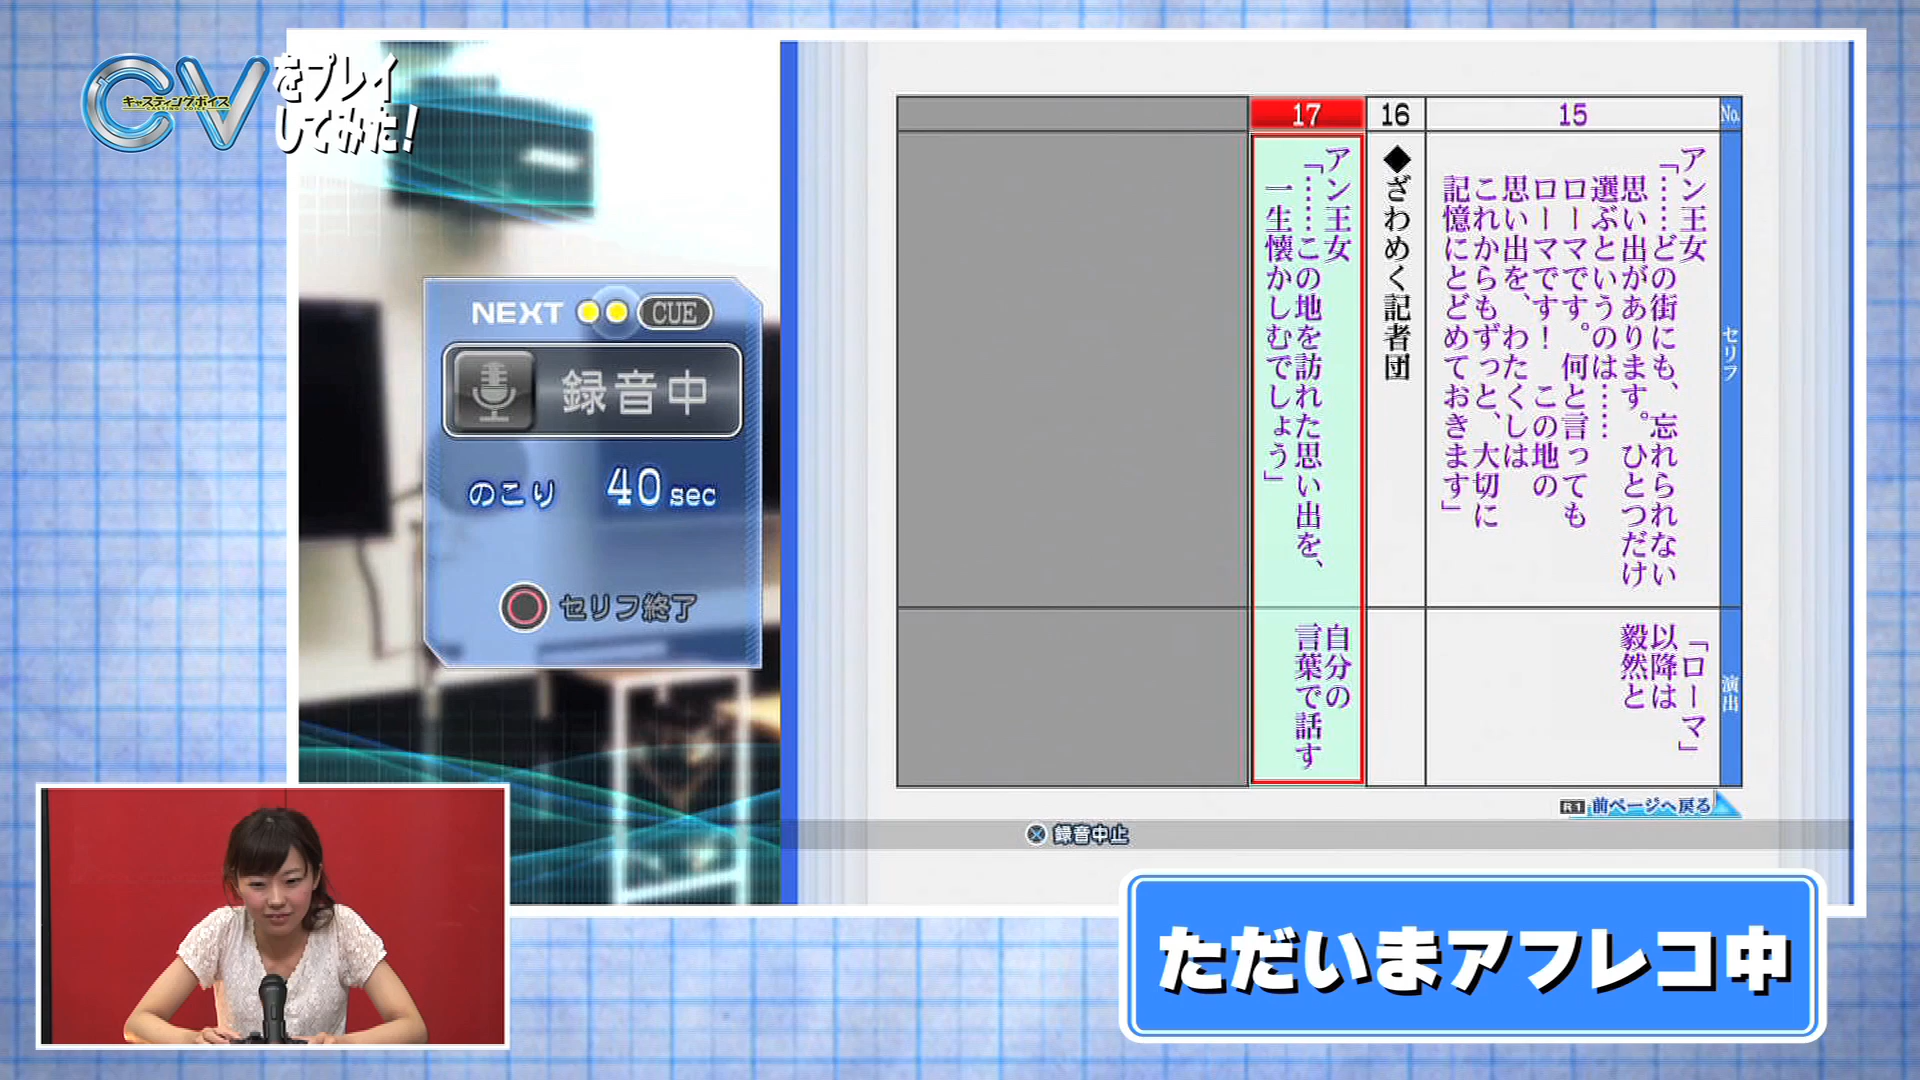 CV
キャスティングボイス
CASTING VOICE
をプレイ
してみた!
NEXT CUE
録音中
のこり 40 sec
セリフ終了
No.
セリフ
演出
15
アン王女
「……どの街にも、忘れられない
思い出があります。ひとつだけ
選ぶというのは……
ローマです。何と言っても
ローマです! この地の
思い出を、わたくしは
これからもずっと、大切に
記憶にとどめておきます」
「ローマ」
以降は
毅然と
16
◆ざわめく記者団
17
アン王女
「……この地を訪れた思い出を、
一生懐かしむでしょう」
自分の
言葉で話す
R1 前ページへ戻る
録音中止
ただいまアフレコ中